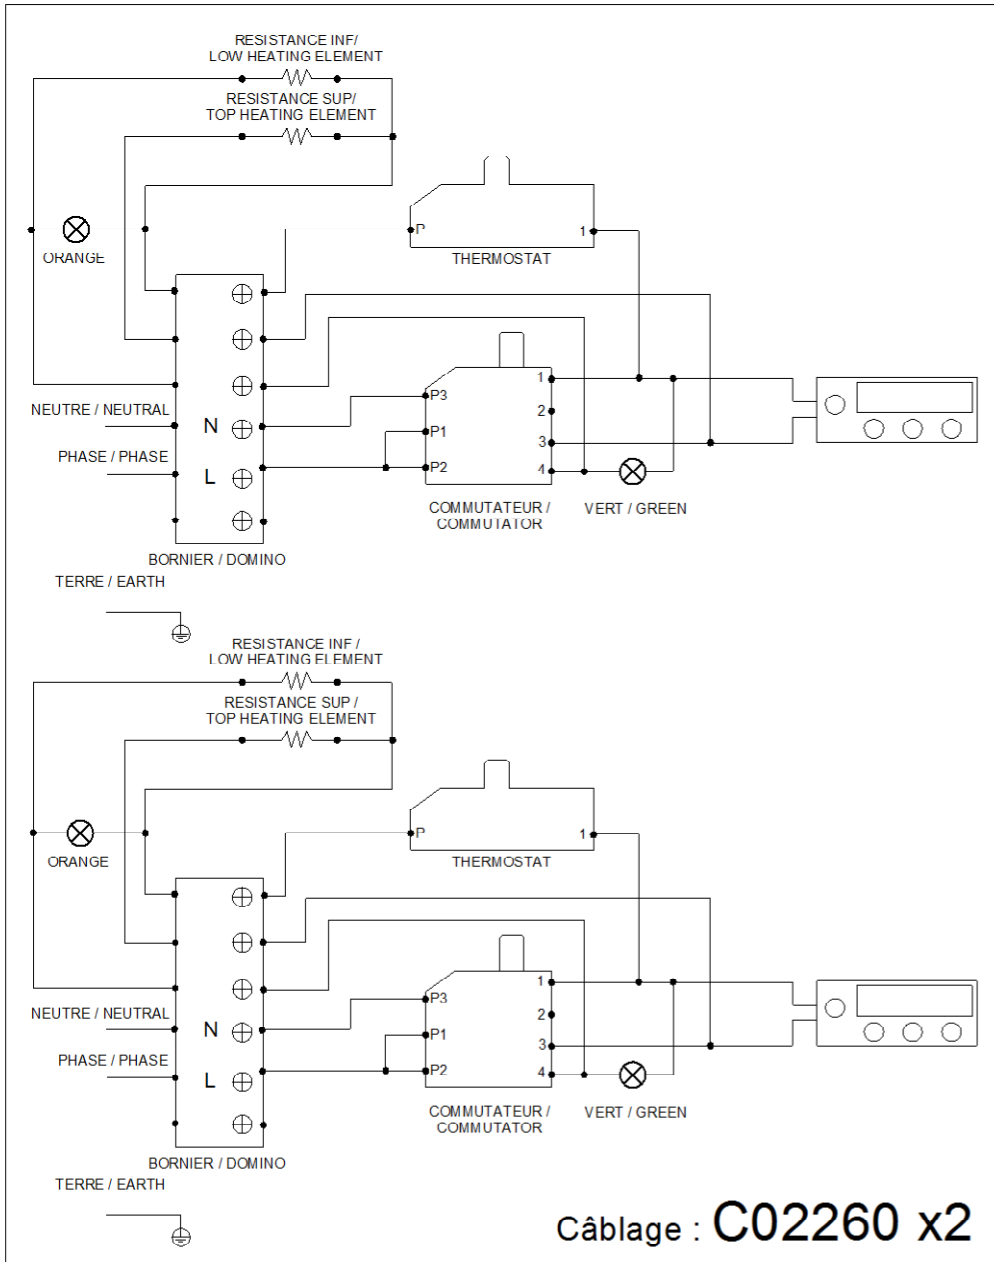 RESISTANCE INF/
LOW HEATING ELEMENT
RESISTANCE SUP/
TOP HEATING ELEMENT
P
1
ORANGE
THERMOSTAT
1
P3
NEUTRE / NEUTRAL
2
N
P1
3
PHASE / PHASE
P2
4
L
COMMUTATEUR /
COMMUTATOR
VERT / GREEN
BORNIER / DOMINO
TERRE / EARTH
RESISTANCE INF /
LOW HEATING ELEMENT
RESISTANCE SUP /
TOP HEATING ELEMENT
P
1
ORANGE
THERMOSTAT
1
P3
NEUTRE / NEUTRAL
2
N
P1
3
PHASE / PHASE
P2
4
L
COMMUTATEUR /
COMMUTATOR
VERT / GREEN
BORNIER / DOMINO
TERRE / EARTH
Câblage : C02260 x2